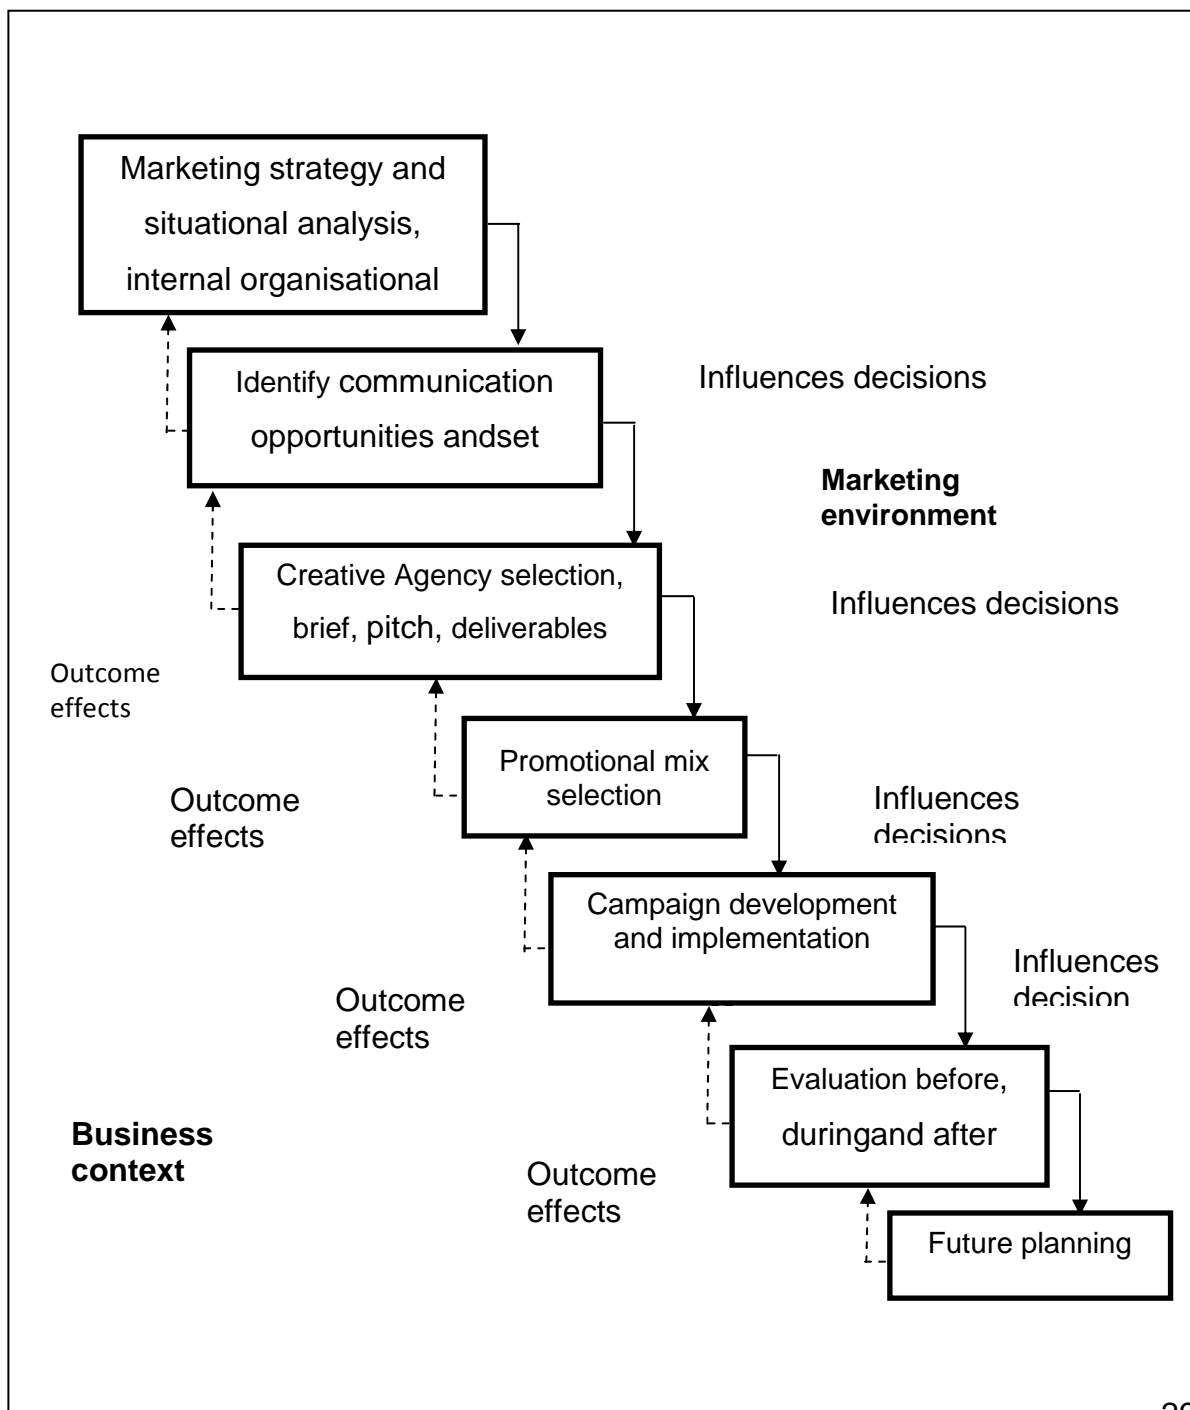 Marketing strategy and
situational analysis,
internal organisational
Identify communication
opportunities andset
Influences decisions
Marketing
environment
Creative Agency selection,
brief, pitch, deliverables
Influences decisions
Outcome
effects
Promotional mix
selection
Outcome
effects
Influences
decisions
Campaign development
and implementation
Influences
decision
Outcome
effects
Evaluation before,
duringand after
Business
context
Outcome
effects
Future planning